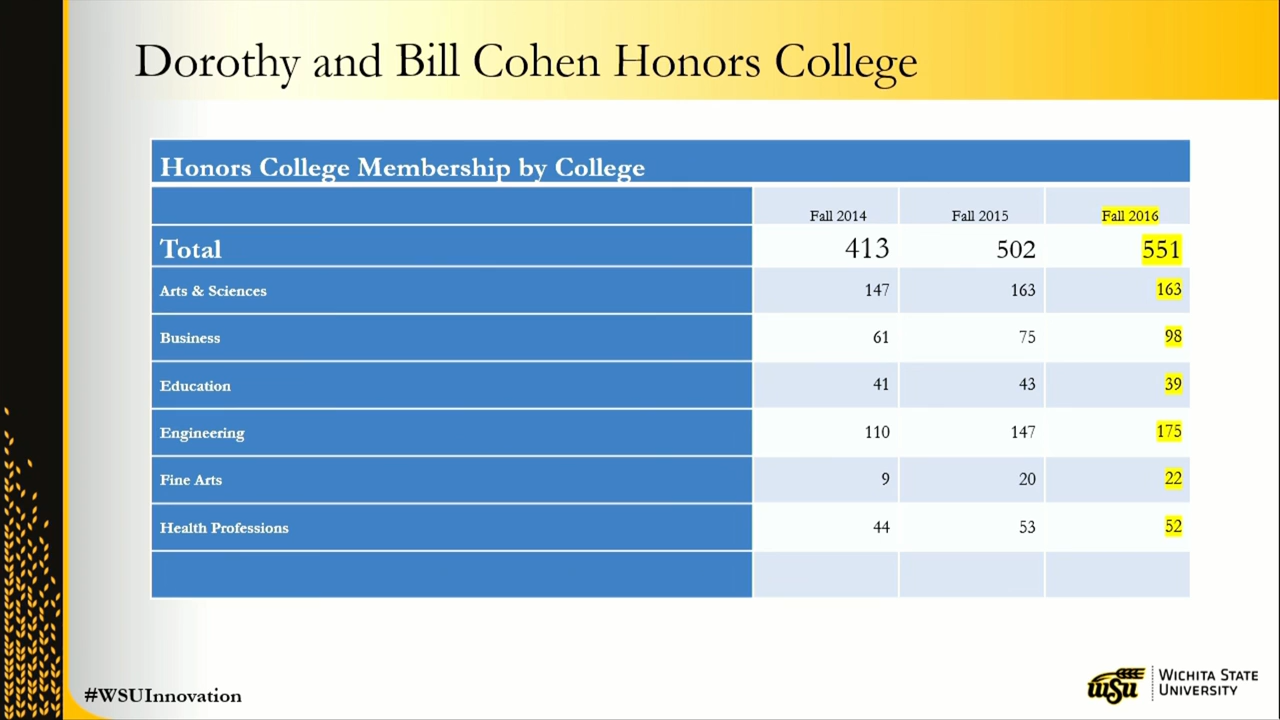 Dorothy and Bill Cohen Honors College
Honors College Membership by College
Fall 2014 Fall 2015 Fall 2016
Total 413 502 551
Arts & Sciences 147 163 163
Business 61 75 98
Education 41 43 39
Engineering 110 147 175
Fine Arts 9 20 22
Health Professions 44 53 52
#WSUInnovation
WSU
WICHITA STATE
UNIVERSITY